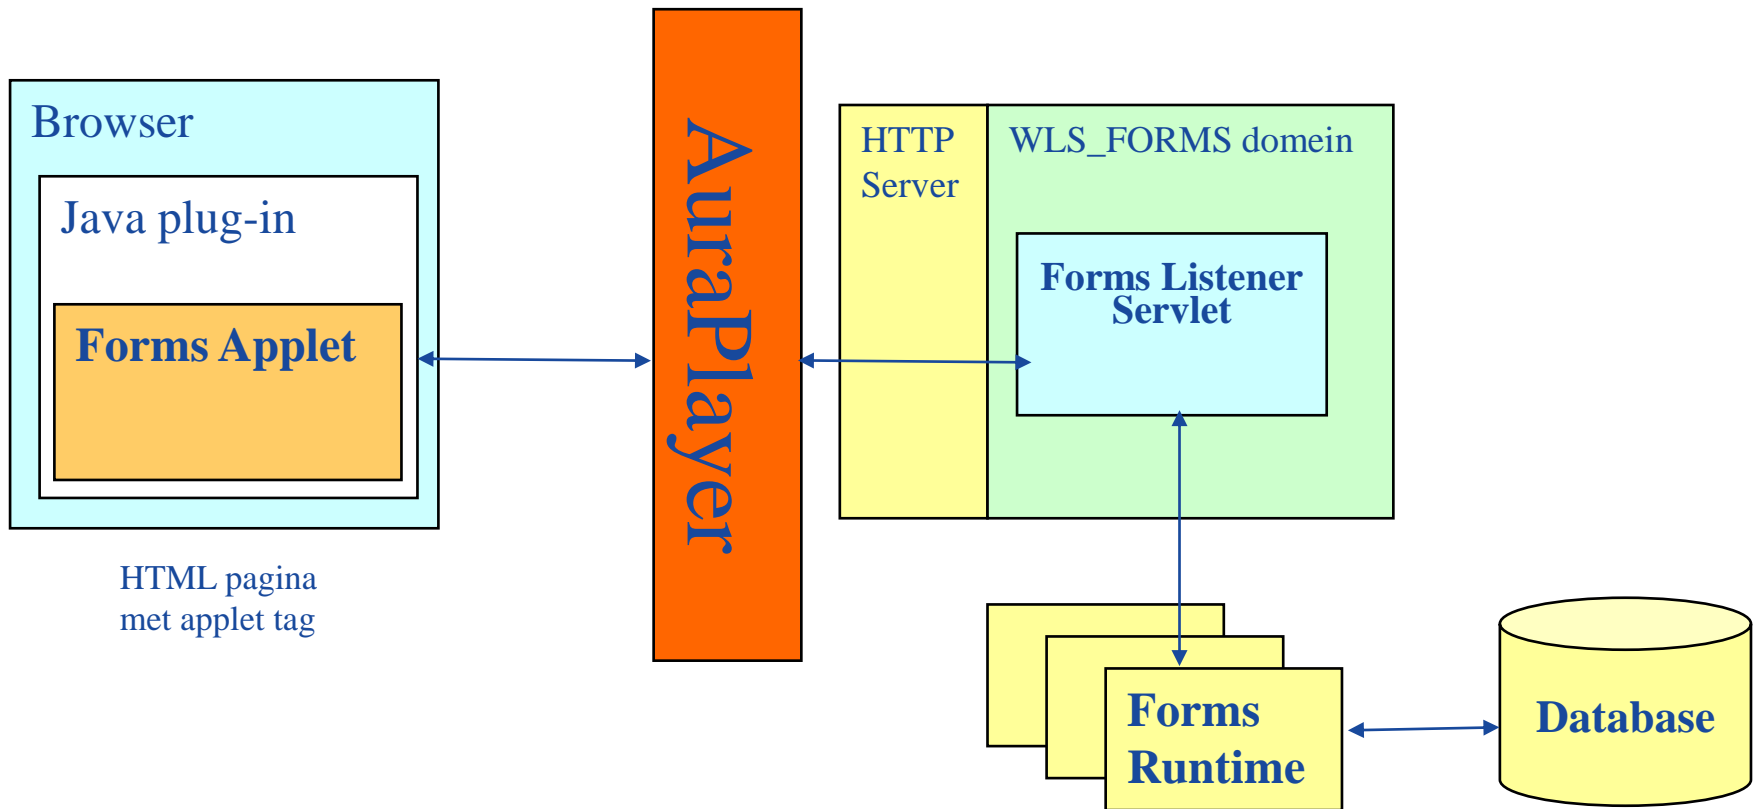 Browser
Java plug-in
Forms Applet
HTML pagina
met applet tag
AuraPlayer
HTTP
Server
WLS_FORMS domein
Forms Listener
Servlet
Forms
Runtime
Database